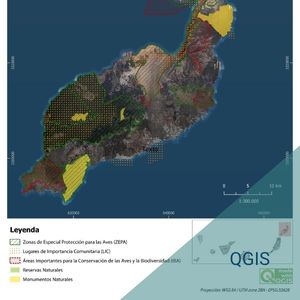 0
5
10 km
1:300.000
620000
640000
Leyenda
Zonas de Especial Protección para las Aves (ZEPA)
Lugares de Importancia Comunitaria (LIC)
Áreas Importantes para la Conservación de las Aves y la Biodiversidad (IBA)
Reservas Naturales
Monumentos Naturales
QGIS
Proyección: WGS 84 / UTM zone 28N - EPSG:32628